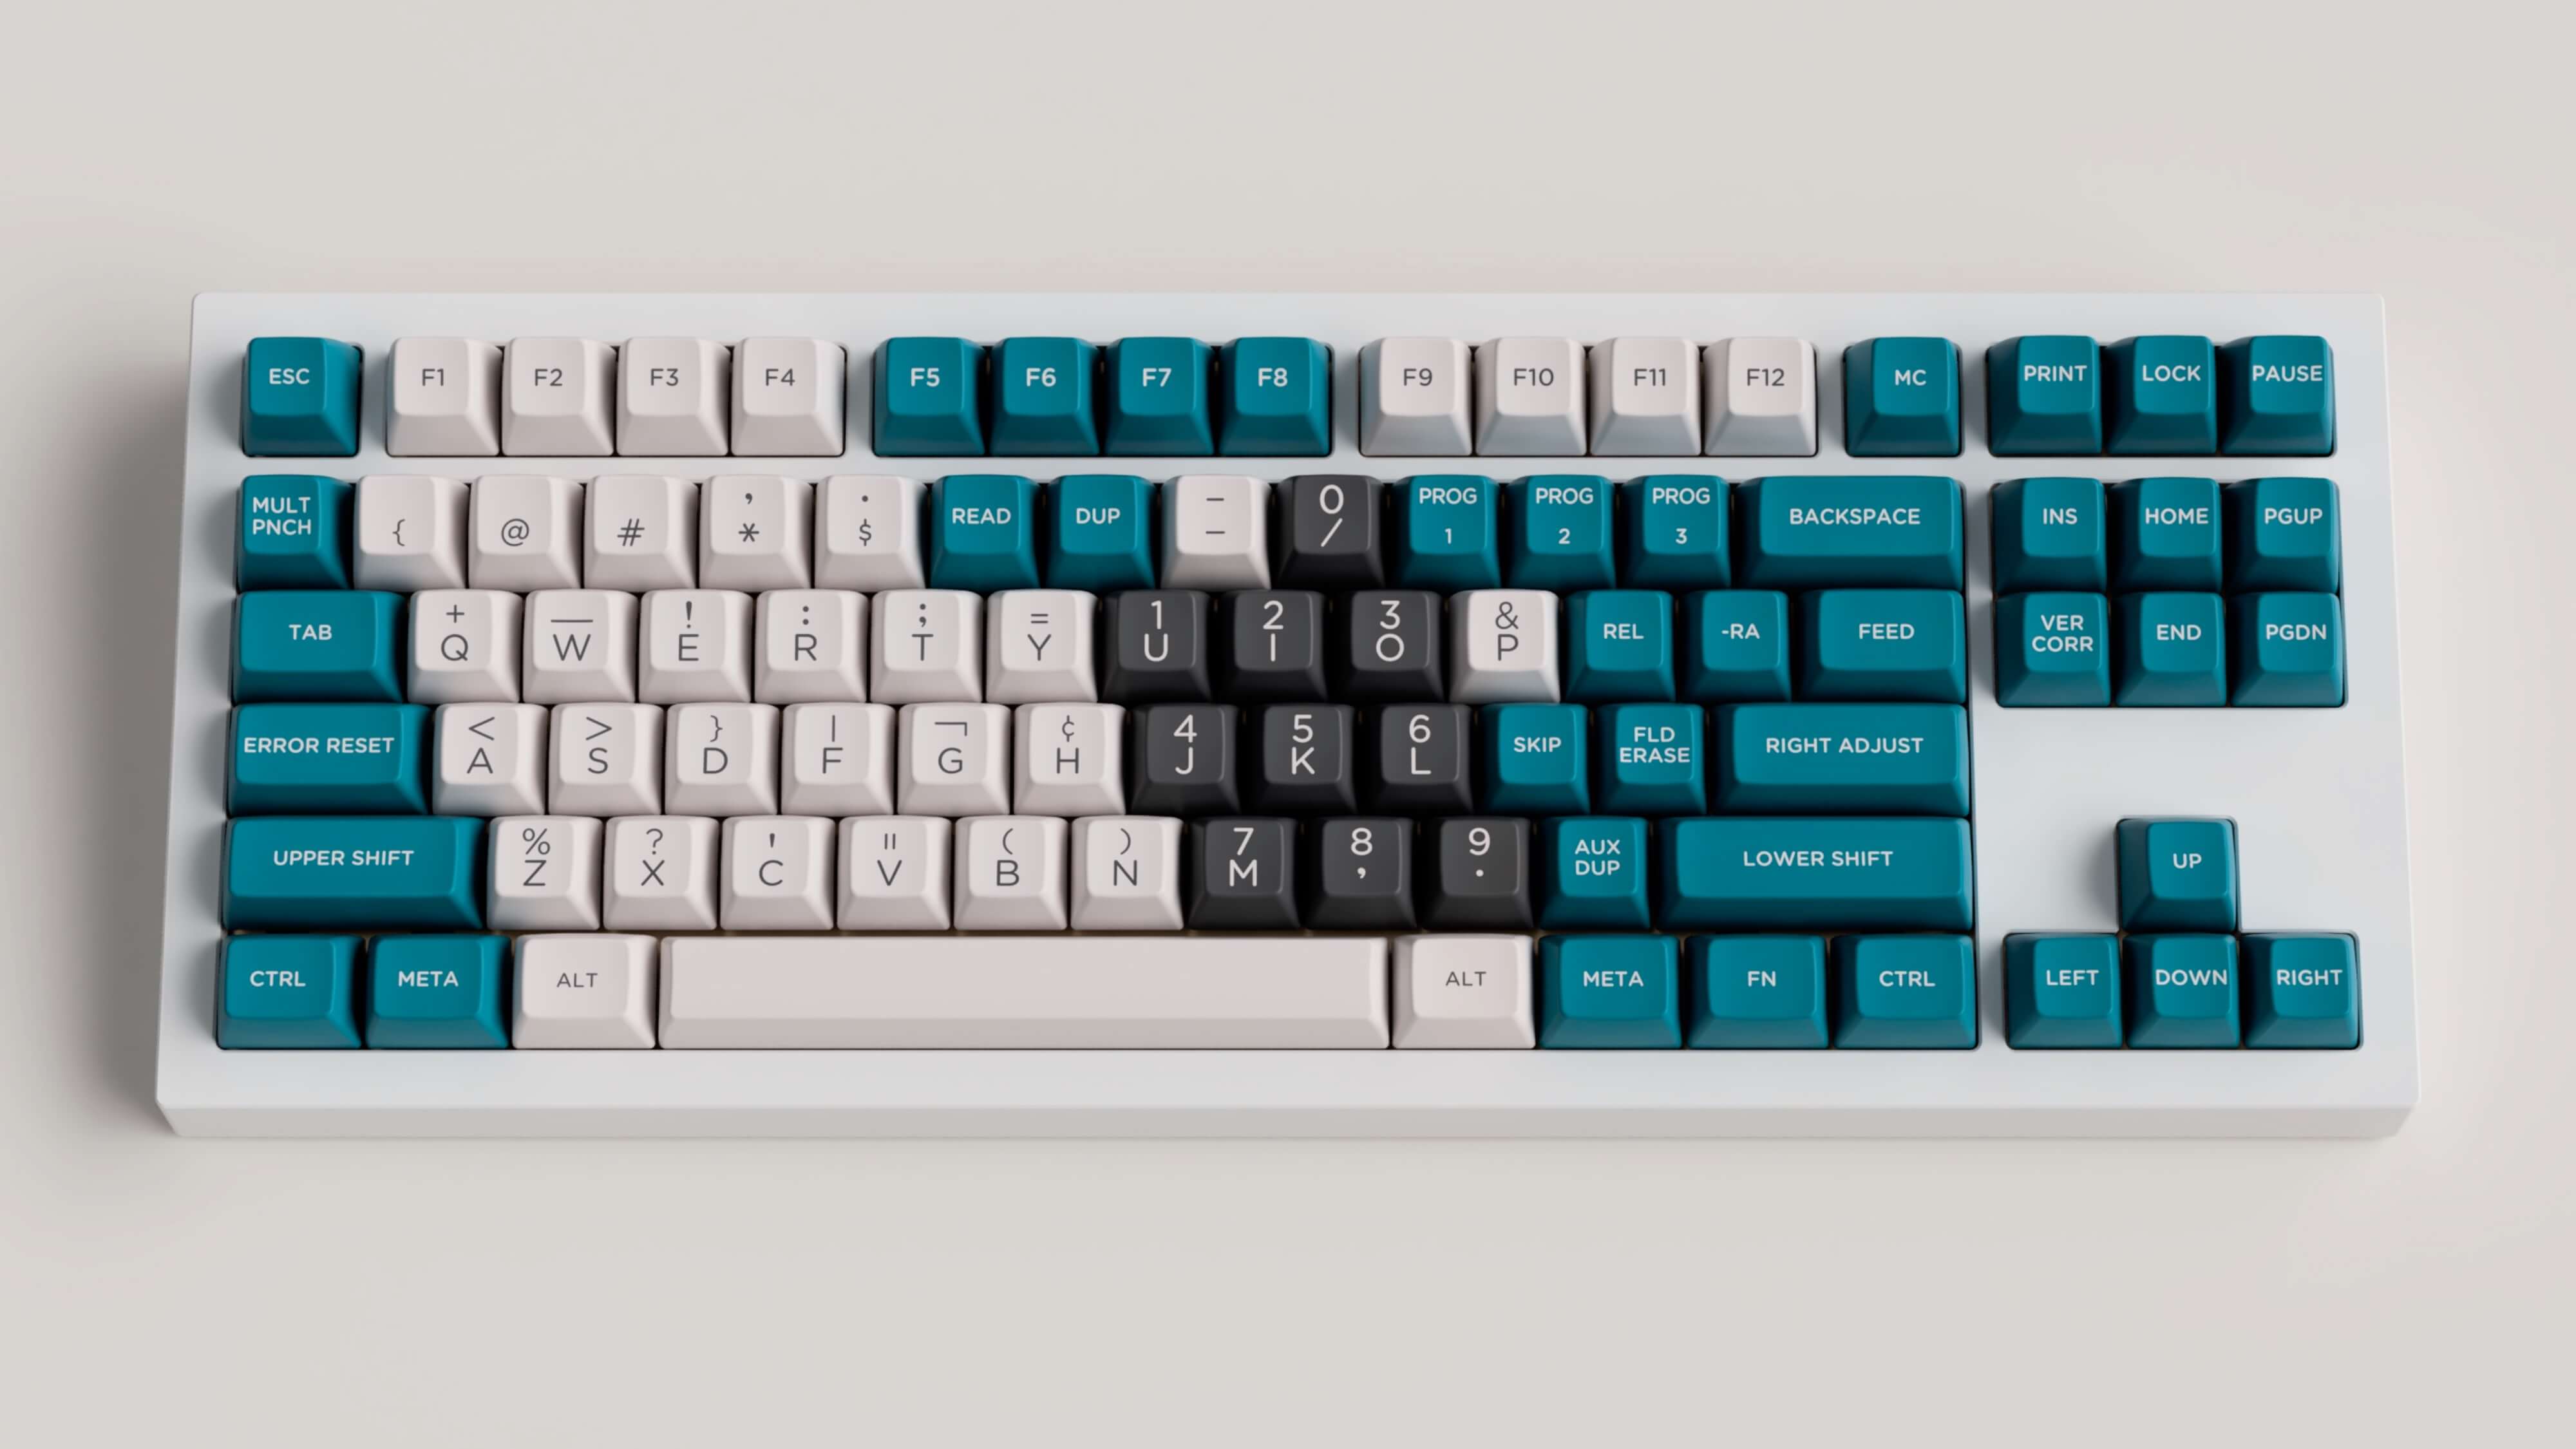 ESC F1 F2 F3 F4 F5 F6 F7 F8 F9 F10 F11 F12 MC PRINT LOCK PAUSE
MULT PNCH { @ # , * . $ READ DUP – – 0 / PROG 1 PROG 2 PROG 3 BACKSPACE INS HOME PGUP
TAB + Q — W ! E : R ; T = Y 1 U 2 I 3 O & P REL -RA FEED VER CORR END PGDN
ERROR RESET < A > S } D | F ¬ G ¢ H 4 J 5 K 6 L SKIP FLD ERASE RIGHT ADJUST
UPPER SHIFT % Z ? X ' C " V ( B ) N 7 M 8 , 9 . AUX DUP LOWER SHIFT UP
CTRL META ALT ALT META FN CTRL LEFT DOWN RIGHT